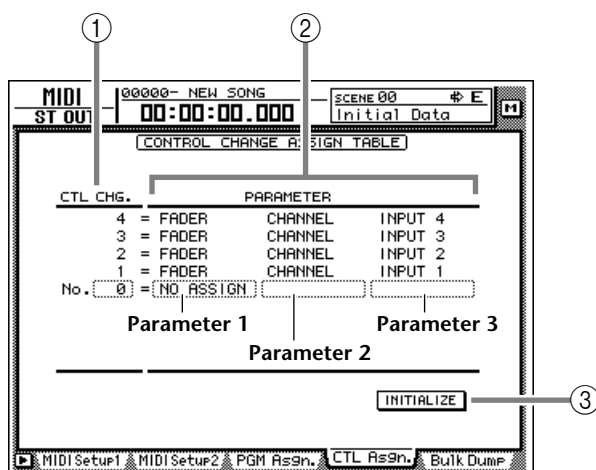 ① ②
MIDI 00000- NEW SONG SCENE 00 E
ST OUT 00:00:00.000 Initial Data M
CONTROL CHANGE ASSIGN TABLE
CTL CHG. PARAMETER
4 = FADER CHANNEL INPUT 4
3 = FADER CHANNEL INPUT 3
2 = FADER CHANNEL INPUT 2
1 = FADER CHANNEL INPUT 1
No. 0 = NO ASSIGN
Parameter 1 Parameter 3
Parameter 2
INITIALIZE ③
MIDI Setup1 MIDI Setup2 PGM Asgn. CTL Asgn. Bulk Dump